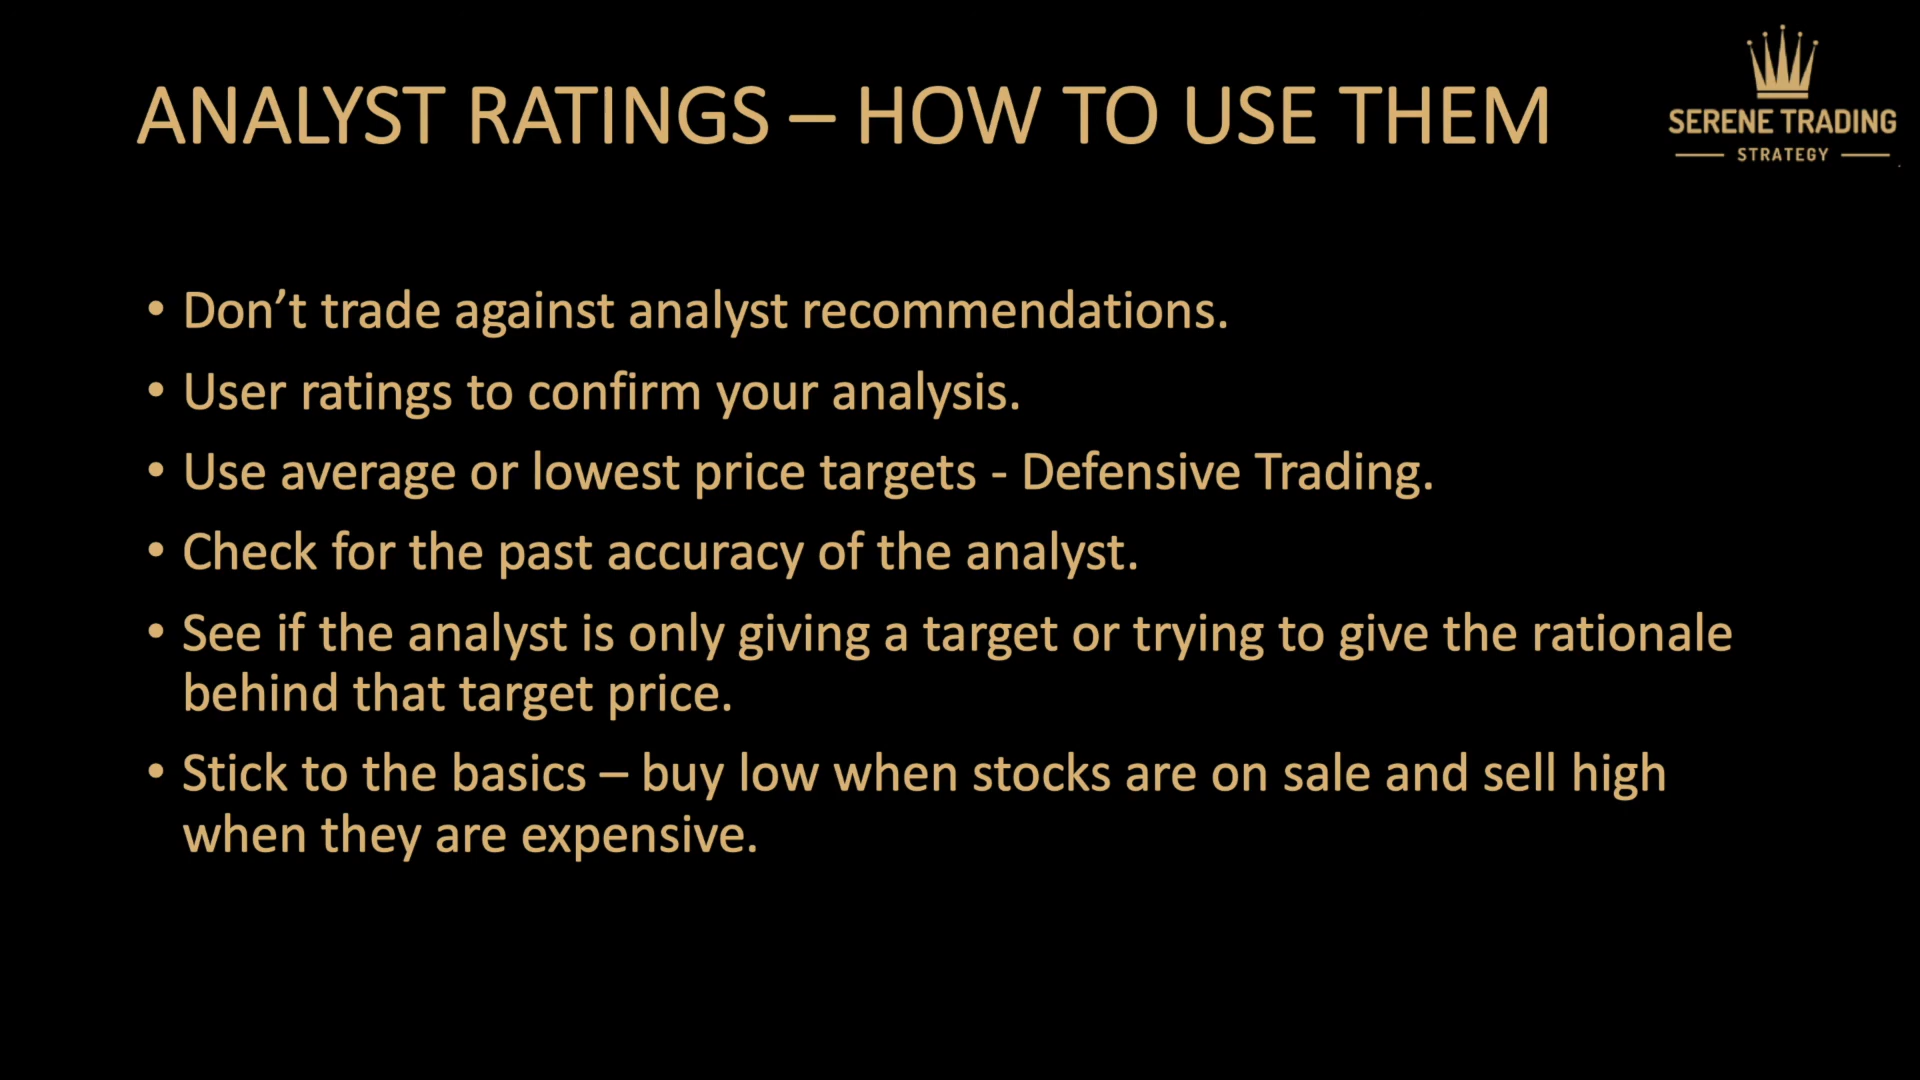 ANALYST RATINGS – HOW TO USE THEM
SERENE TRADING
STRATEGY
• Don’t trade against analyst recommendations.
• User ratings to confirm your analysis.
• Use average or lowest price targets - Defensive Trading.
• Check for the past accuracy of the analyst.
• See if the analyst is only giving a target or trying to give the rationale
behind that target price.
• Stick to the basics – buy low when stocks are on sale and sell high
when they are expensive.